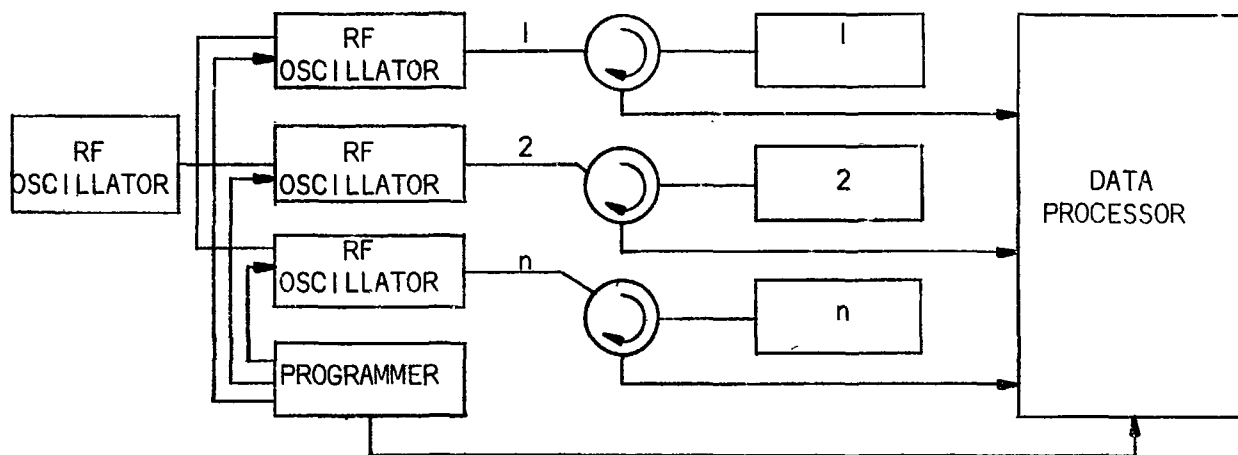 RF
OSCILLATOR
1
1
RF
OSCILLATOR
RF
OSCILLATOR
2
2
DATA
PROCESSOR
RF
OSCILLATOR
n
n
PROGRAMMER